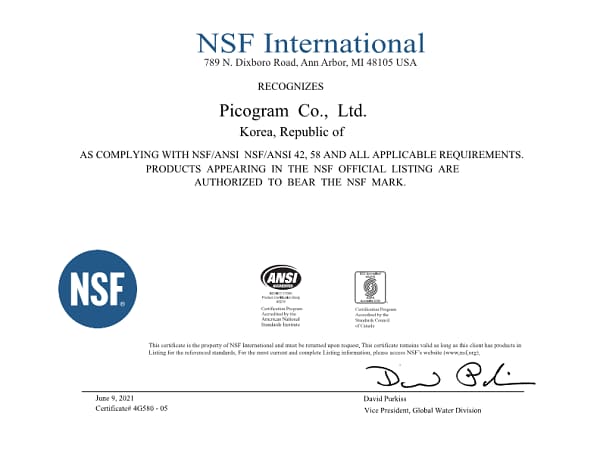 NSF International
789 N. Dixboro Road, Ann Arbor, MI 48105 USA
RECOGNIZES
Picogram Co., Ltd.
Korea, Republic of
AS COMPLYING WITH NSF/ANSI NSF/ANSI 42, 58 AND ALL APPLICABLE REQUIREMENTS.
PRODUCTS APPEARING IN THE NSF OFFICIAL LISTING ARE
AUTHORIZED TO BEAR THE NSF MARK.
NSF®
ANSI
ACCREDITED
Certification Program
Accredited by the
American National
Standards Institute
Certification Program
Accredited by the
Standards Council
of Canada
This certificate is the property of NSF International and must be returned upon request, This certificate remains valid as long as this client has products in
Listing for the referenced standards. For the most current and complete Listing information, please access NSF's website (www.nsf.org),
June 9, 2021
Certificate# 4G580 - 05
David Purkiss
Vice President, Global Water Division